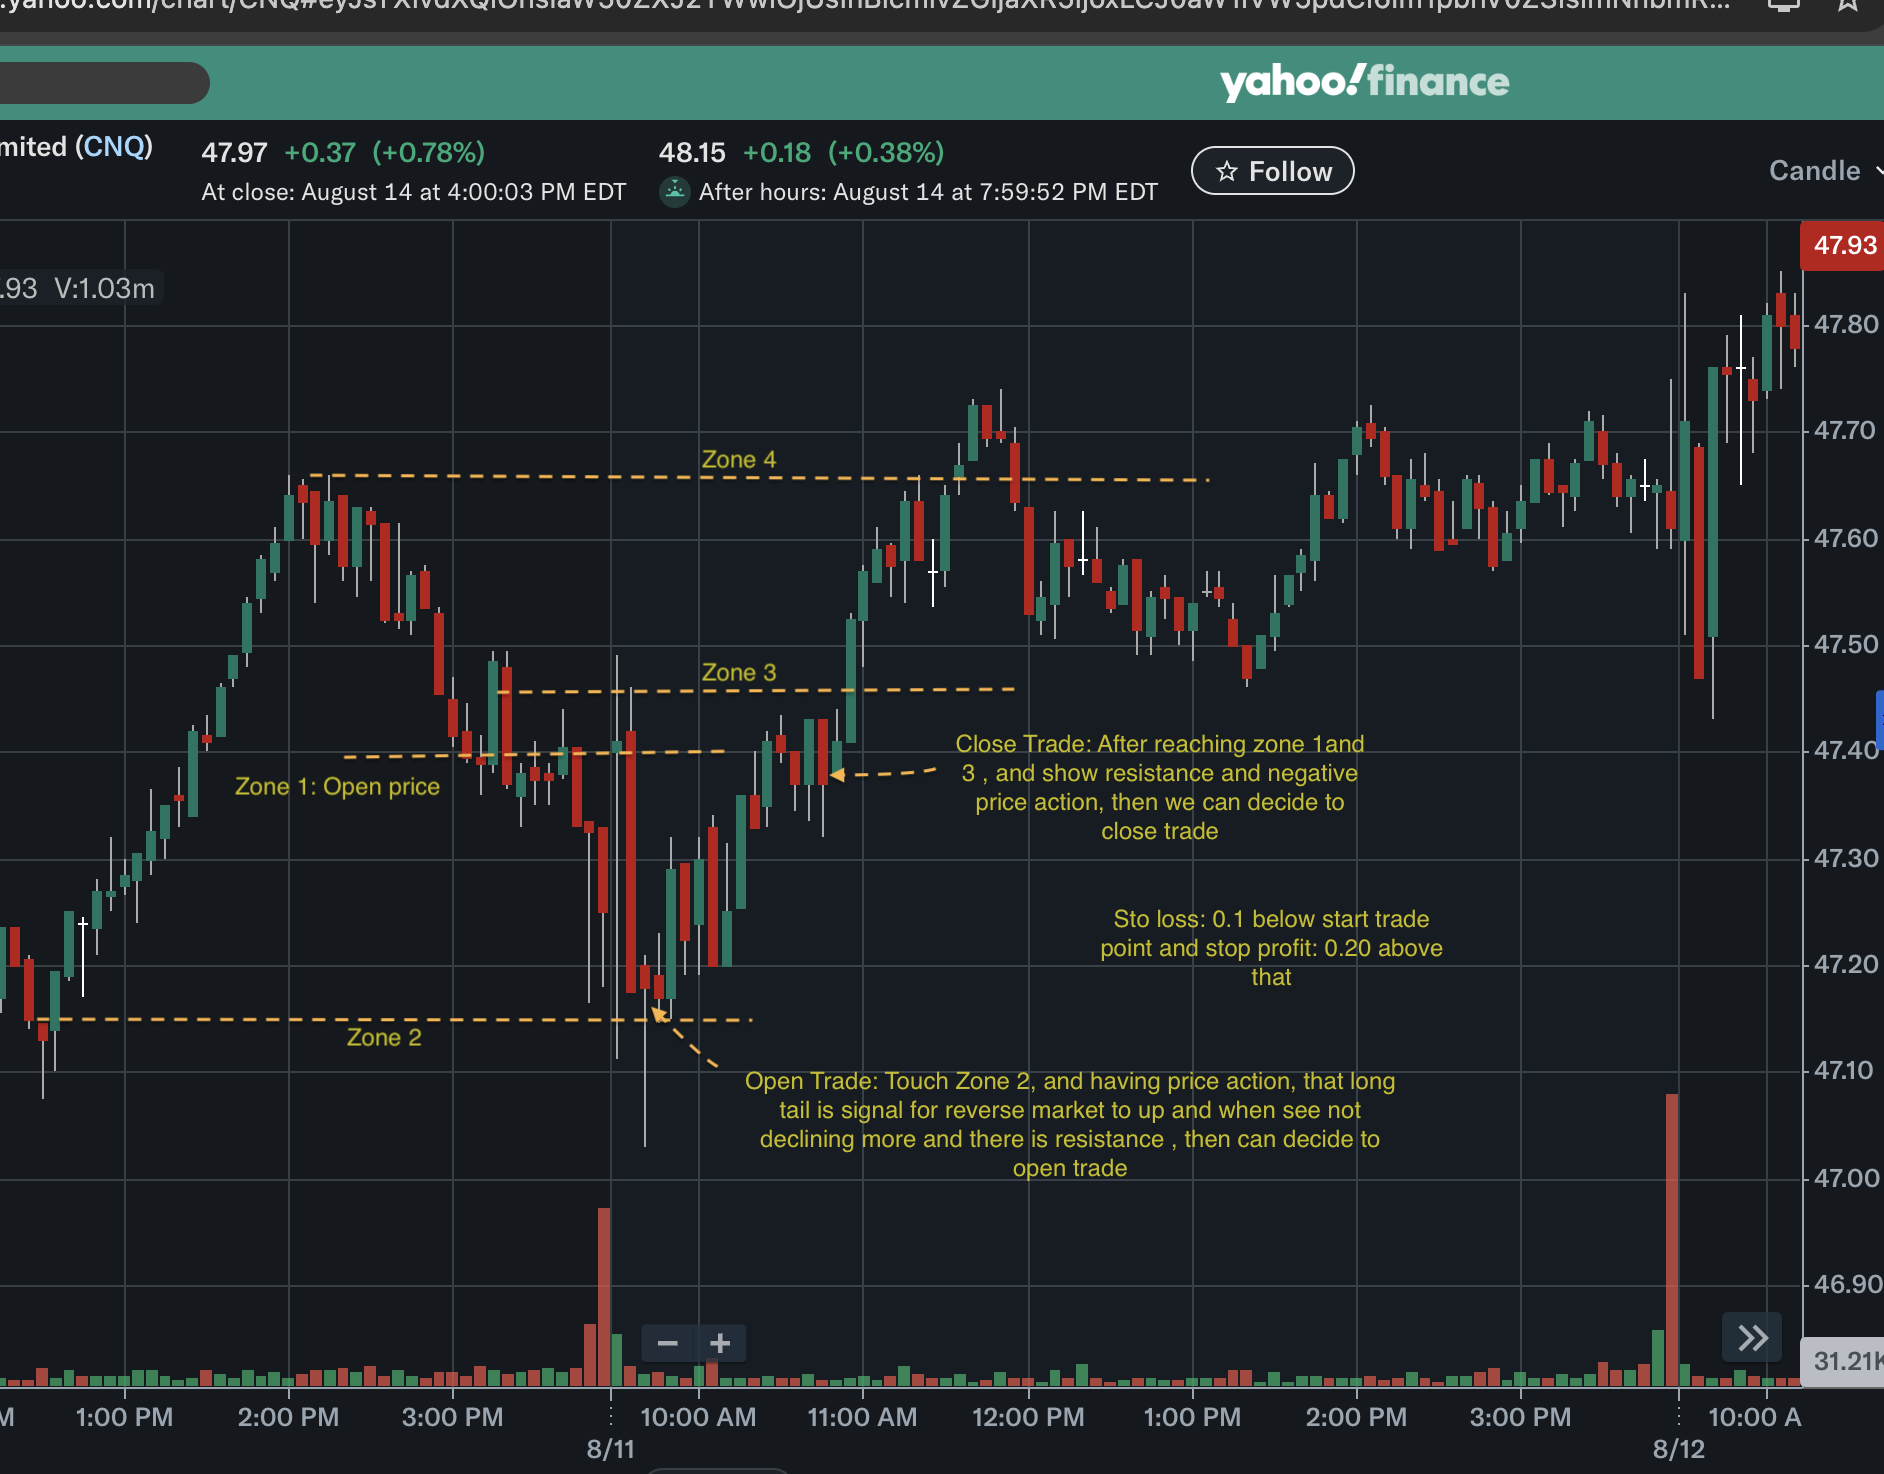 yahoo!finance
mited (CNQ)
47.97 +0.37 (+0.78%)
At close: August 14 at 4:00:03 PM EDT
48.15 +0.18 (+0.38%)
After hours: August 14 at 7:59:52 PM EDT
Follow
Candle
47.93
.93 V:1.03m
47.80
47.70
Zone 4
47.60
47.50
Zone 3
47.40
Zone 1: Open price
Close Trade: After reaching zone 1and
3 , and show resistance and negative
price action, then we can decide to
close trade
47.30
Sto loss: 0.1 below start trade
point and stop profit: 0.20 above
that
47.20
Zone 2
47.10
Open Trade: Touch Zone 2, and having price action, that long
tail is signal for reverse market to up and when see not
declining more and there is resistance , then can decide to
open trade
47.00
46.90
31.21K
M 1:00 PM 2:00 PM 3:00 PM 10:00 AM 11:00 AM 12:00 PM 1:00 PM 2:00 PM 3:00 PM 10:00 A
8/11 8/12